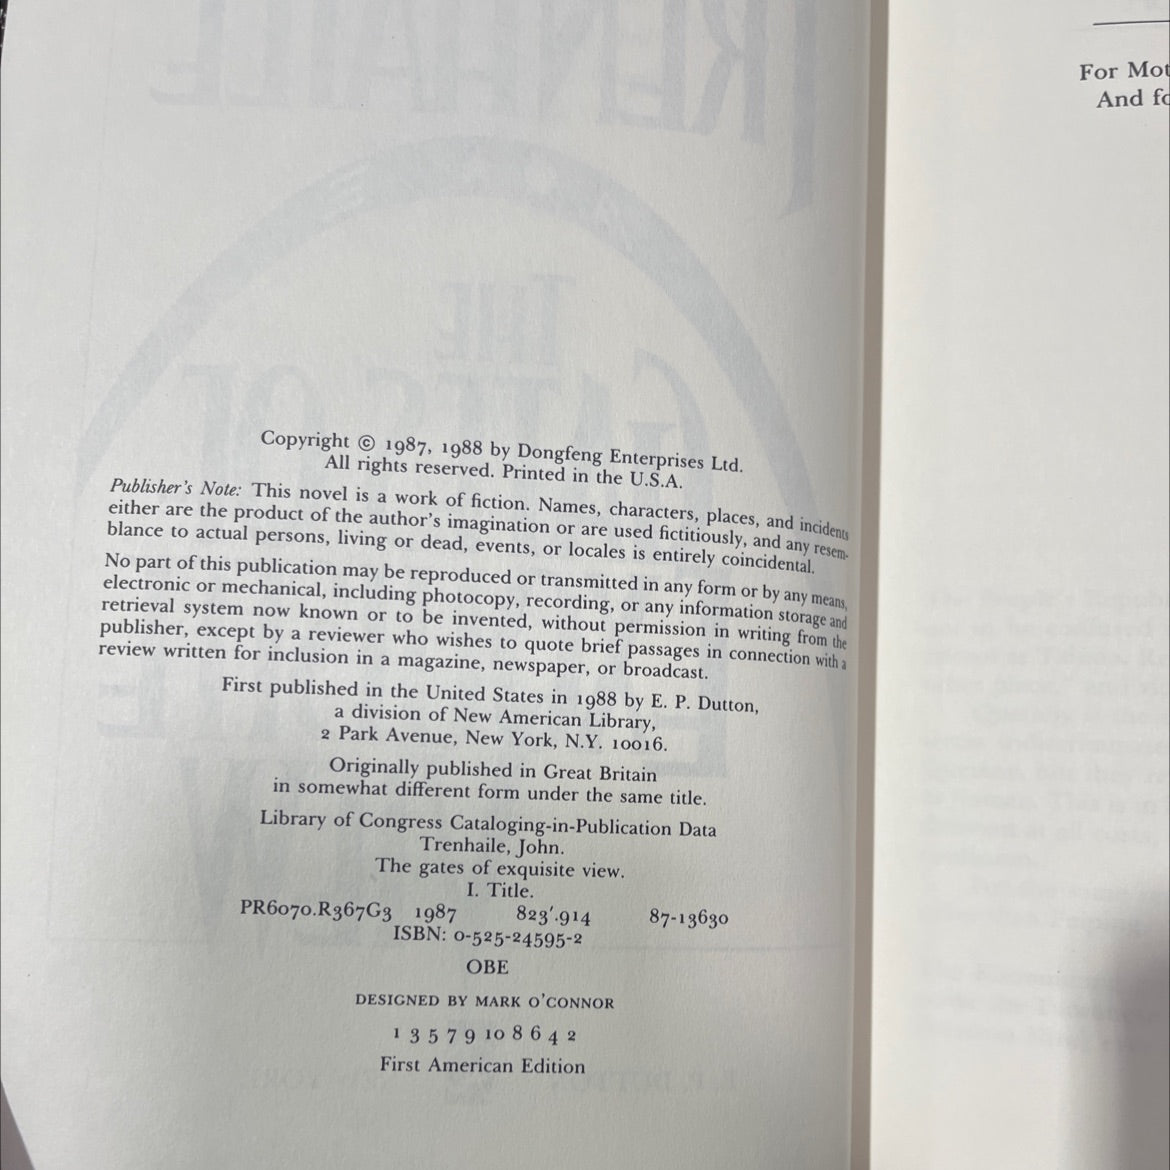 Copyright © 1987, 1988 by Dongfeng Enterprises Ltd.
All rights reserved. Printed in the U.S.A.
Publisher's Note: This novel is a work of fiction. Names, characters, places, and incidents
either are the product of the author's imagination or are used fictitiously, and any resem-
blance to actual persons, living or dead, events, or locales is entirely coincidental.
No part of this publication may be reproduced or transmitted in any form or by any means,
electronic or mechanical, including photocopy, recording, or any information storage and
retrieval system now known or to be invented, without permission in writing from the
publisher, except by a reviewer who wishes to quote brief passages in connection with a
review written for inclusion in a magazine, newspaper, or broadcast.
First published in the United States in 1988 by E. P. Dutton,
a division of New American Library,
2 Park Avenue, New York, N.Y. 10016.
Originally published in Great Britain
in somewhat different form under the same title.
Library of Congress Cataloging-in-Publication Data
Trenhaile, John.
The gates of exquisite view.
I. Title.
PR6070.R367G3 1987 823'.914 87-13630
ISBN: 0-525-24595-2
OBE
DESIGNED BY MARK O'CONNOR
1 3 5 7 9 10 8 6 4 2
First American Edition
For Mot
And fo